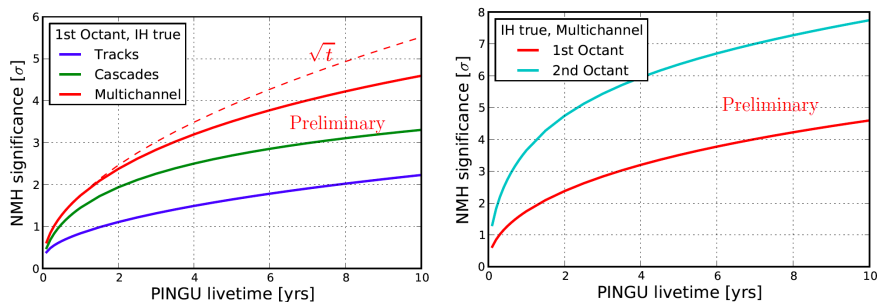 1st Octant, IH true
Tracks
Cascades
Multichannel
√t
Preliminary
NMH significance [σ]
0
1
2
3
4
5
6
0 2 4 6 8 10
PINGU livetime [yrs]
IH true, Multichannel
1st Octant
2nd Octant
Preliminary
NMH significance [σ]
0
1
2
3
4
5
6
7
8
0 2 4 6 8 10
PINGU livetime [yrs]